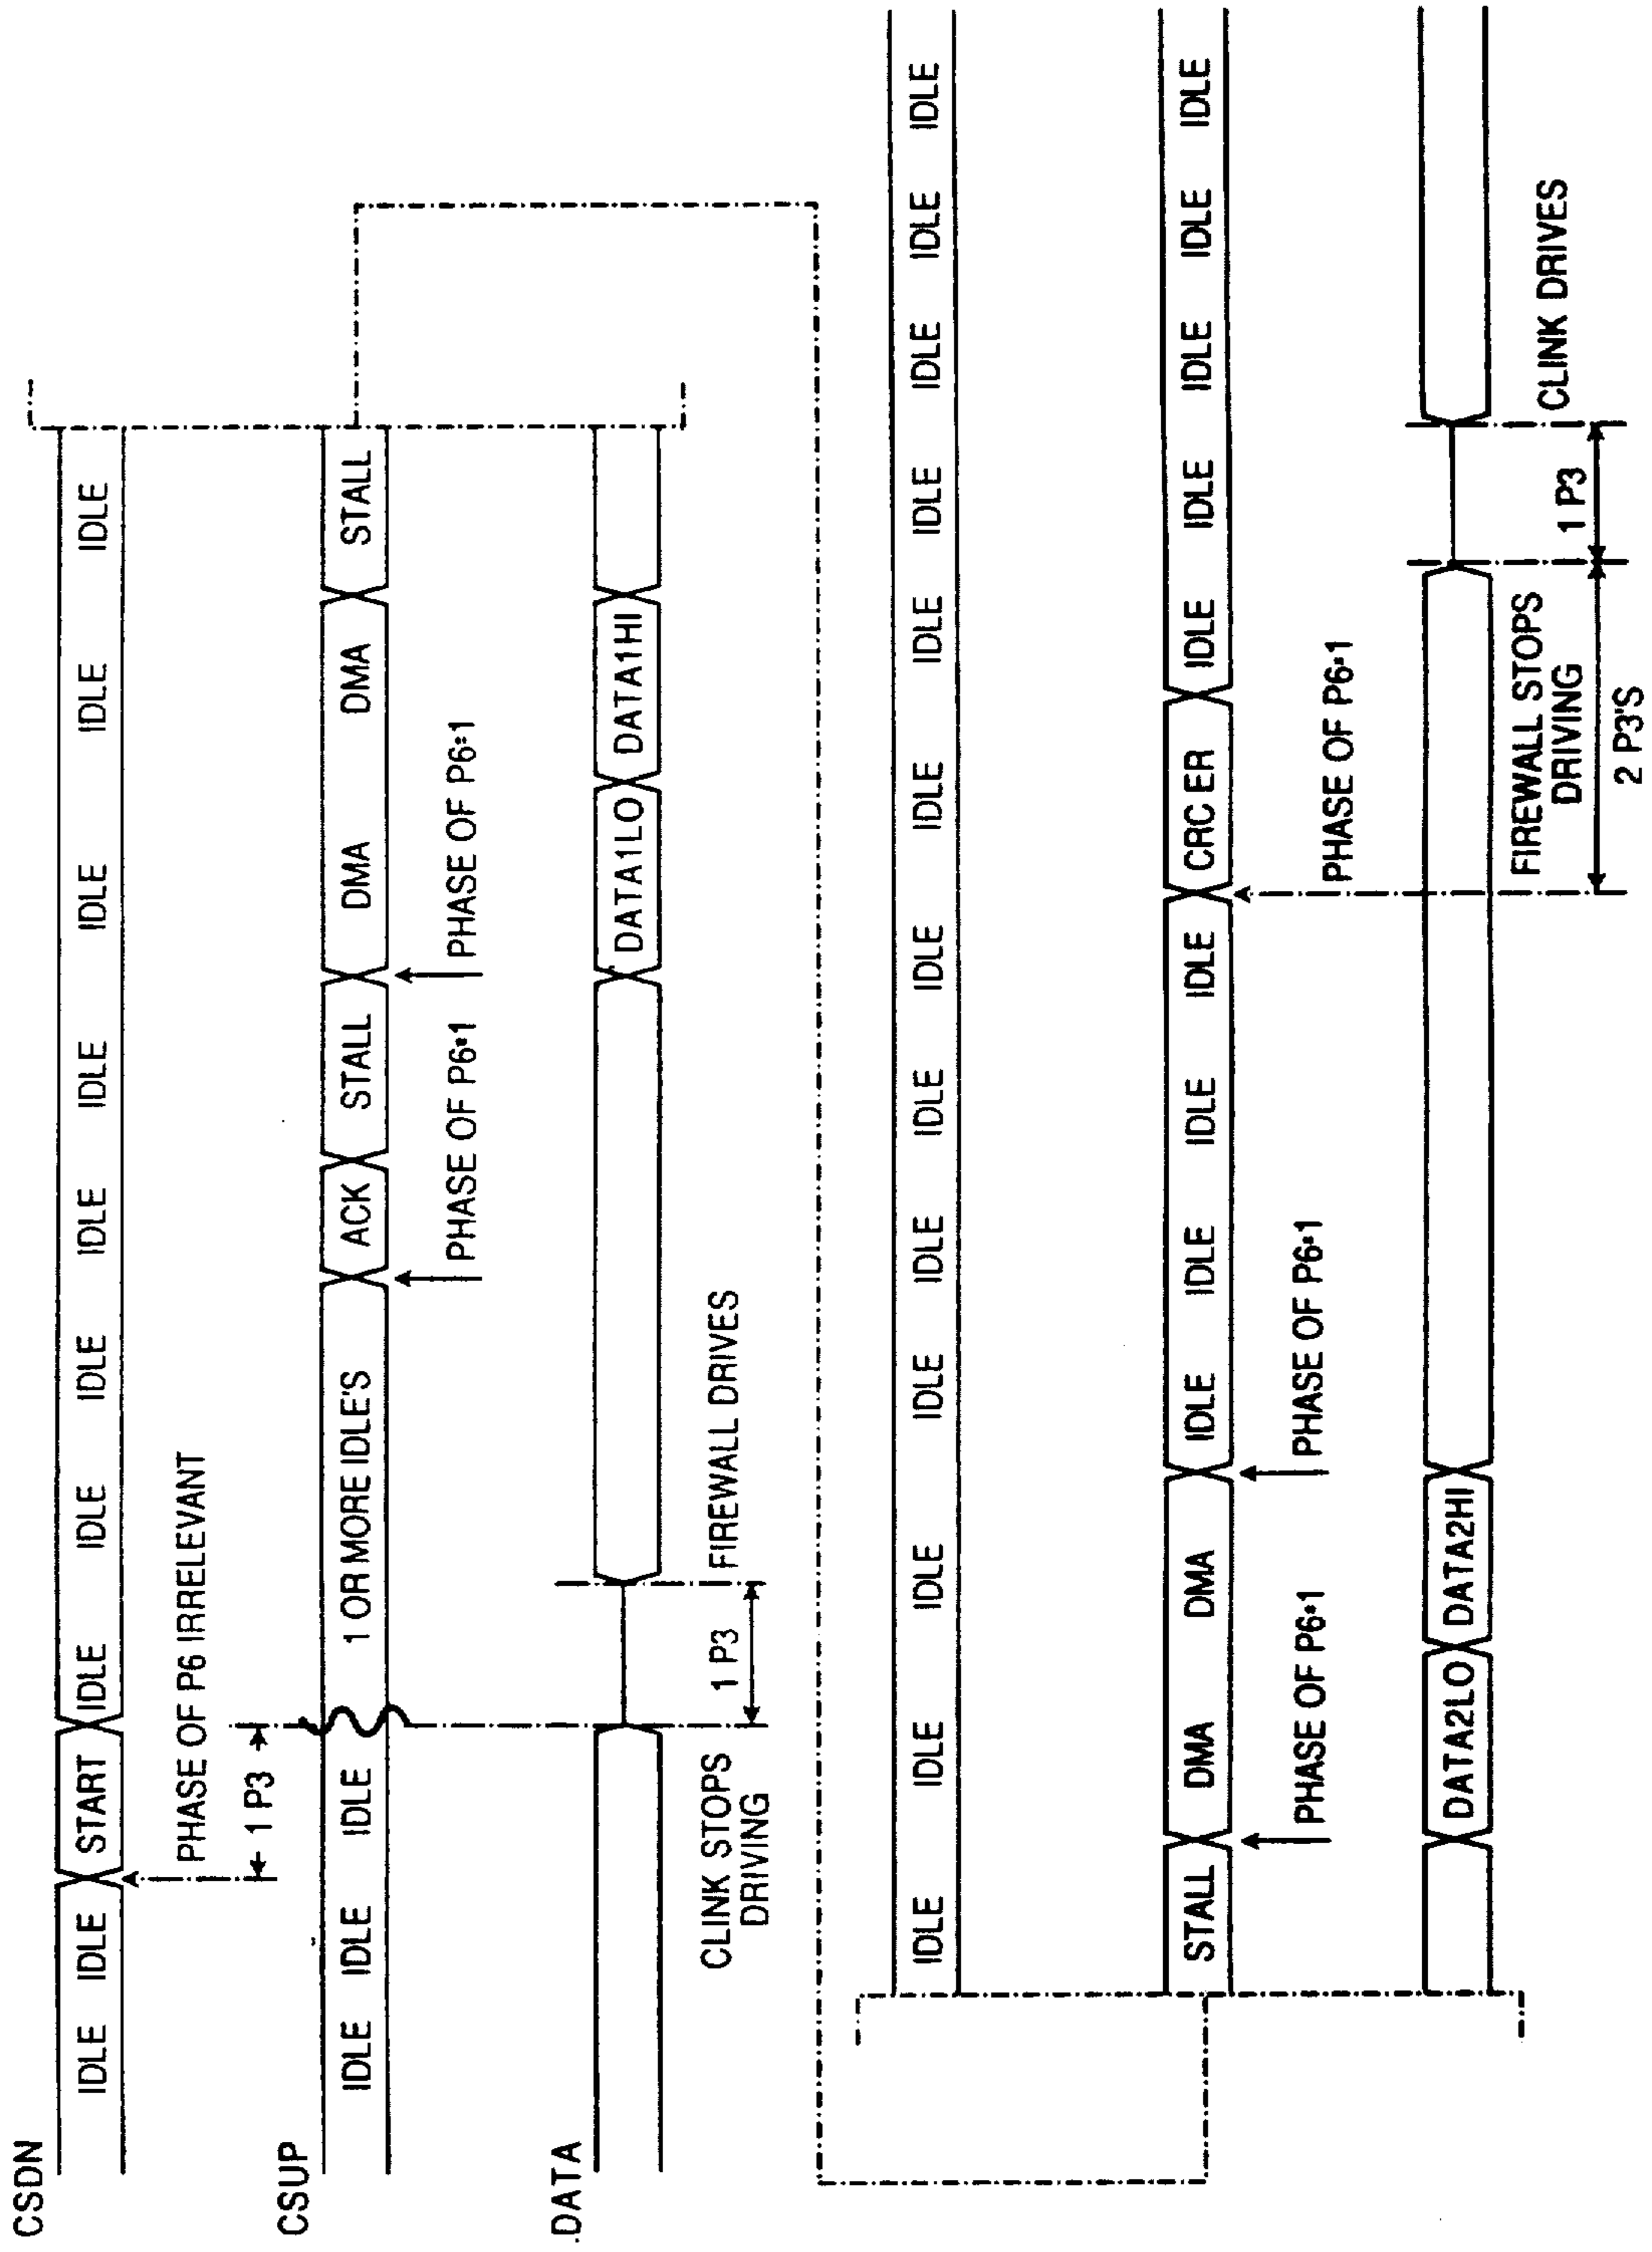 CSDN
IDLE IDLE START IDLE IDLE IDLE IDLE IDLE IDLE IDLE IDLE
PHASE OF P6 IRRELEVANT
1 P3
CSUP
IDLE IDLE IDLE 1 OR MORE IDLE'S ACK STALL DMA DMA STALL
PHASE OF P6=1 PHASE OF P6=1
.DATA
DATA1LO DATA1HI
CLINK STOPS
DRIVING
1 P3
FIREWALL DRIVES
IDLE IDLE IDLE IDLE IDLE IDLE IDLE IDLE IDLE IDLE IDLE IDLE IDLE
STALL DMA DMA IDLE IDLE IDLE IDLE CRC ER IDLE IDLE IDLE IDLE IDLE
PHASE OF P6=1 PHASE OF P6=1 PHASE OF P6=1
DATA2LO DATA2HI
FIREWALL STOPS
DRIVING
2 P3'S
1 P3
CLINK DRIVES